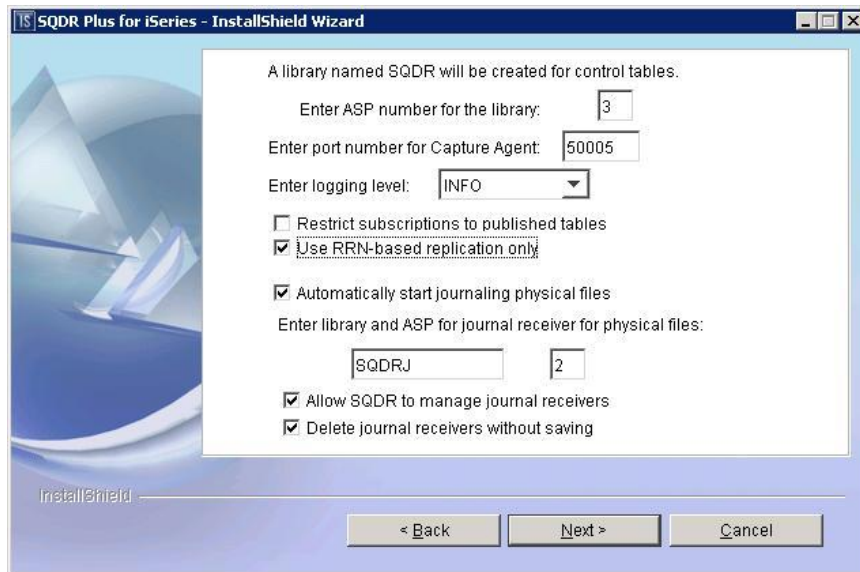 SQDR Plus for iSeries - InstallShield Wizard
A library named SQDR will be created for control tables.
Enter ASP number for the library: 3
Enter port number for Capture Agent: 50005
Enter logging level: INFO
Restrict subscriptions to published tables
Use RRN-based replication only
Automatically start journaling physical files
Enter library and ASP for journal receiver for physical files:
SQDRJ 2
Allow SQDR to manage journal receivers
Delete journal receivers without saving
InstallShield
< Back Next > Cancel